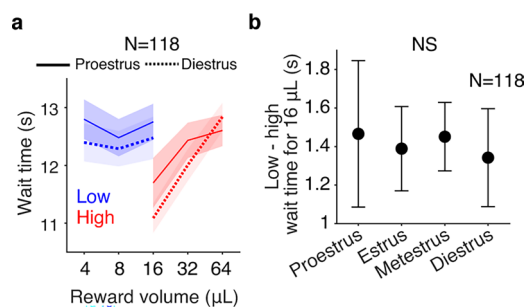 a
N=118
Proestrus Diestrus
Wait time (s)
13
12
11
Low
High
4 8 16 32 64
Reward volume (µL)
b
NS
N=118
Low - high
wait time for 16 µL (s)
1.8
1.6
1.4
1.2
1
Proestrus
Estrus
Metestrus
Diestrus